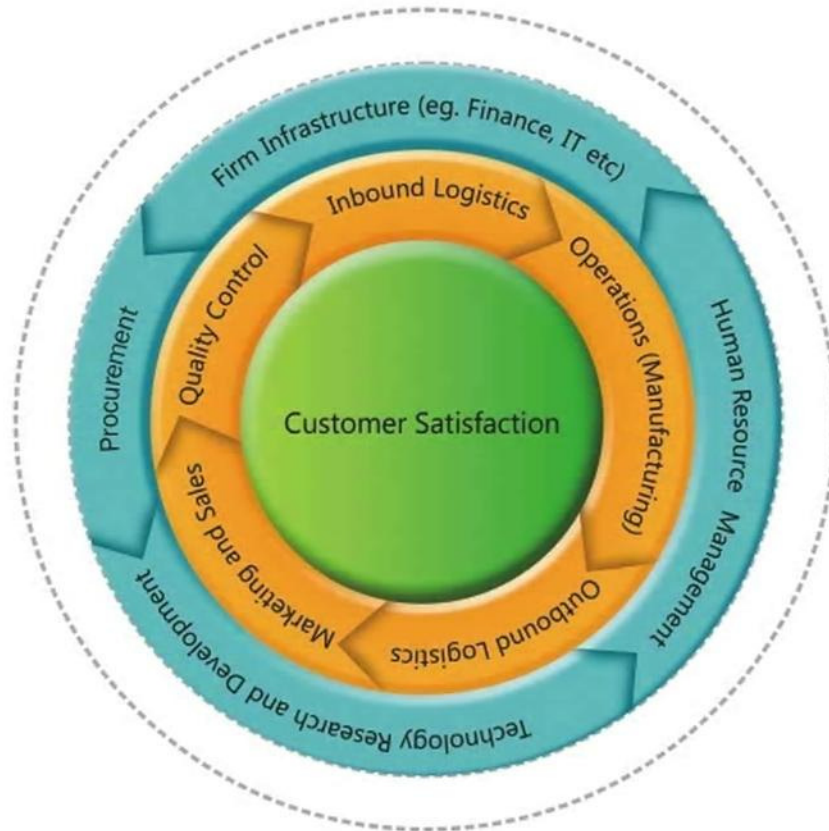 Firm Infrastructure (eg. Finance, IT etc)
Human Resource Management
Technology Research and Development
Procurement
Inbound Logistics
Operations (Manufacturing)
Outbound Logistics
Marketing and Sales
Quality Control
Customer Satisfaction